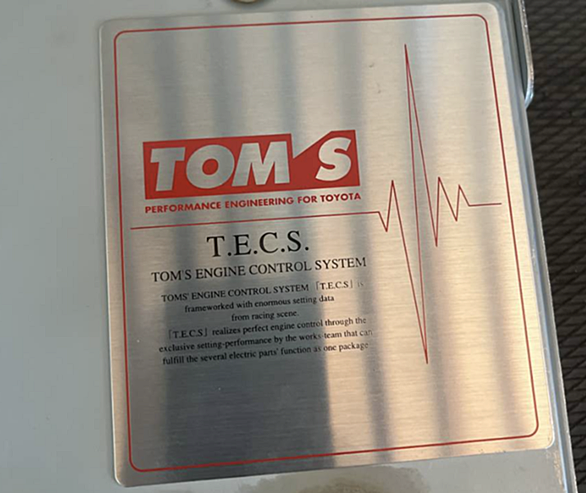 TOM'S
PERFORMANCE ENGINEERING FOR TOYOTA
T.E.C.S.
TOM'S ENGINE CONTROL SYSTEM
TOMS' ENGINE CONTROL SYSTEM「T.E.C.S」is
frameworked with enormous setting data
from racing scene.
「T.E.C.S」realizes perfect engine control through the
exclusive setting-performance by the works-team that can
fulfill the several electric parts' function as one package